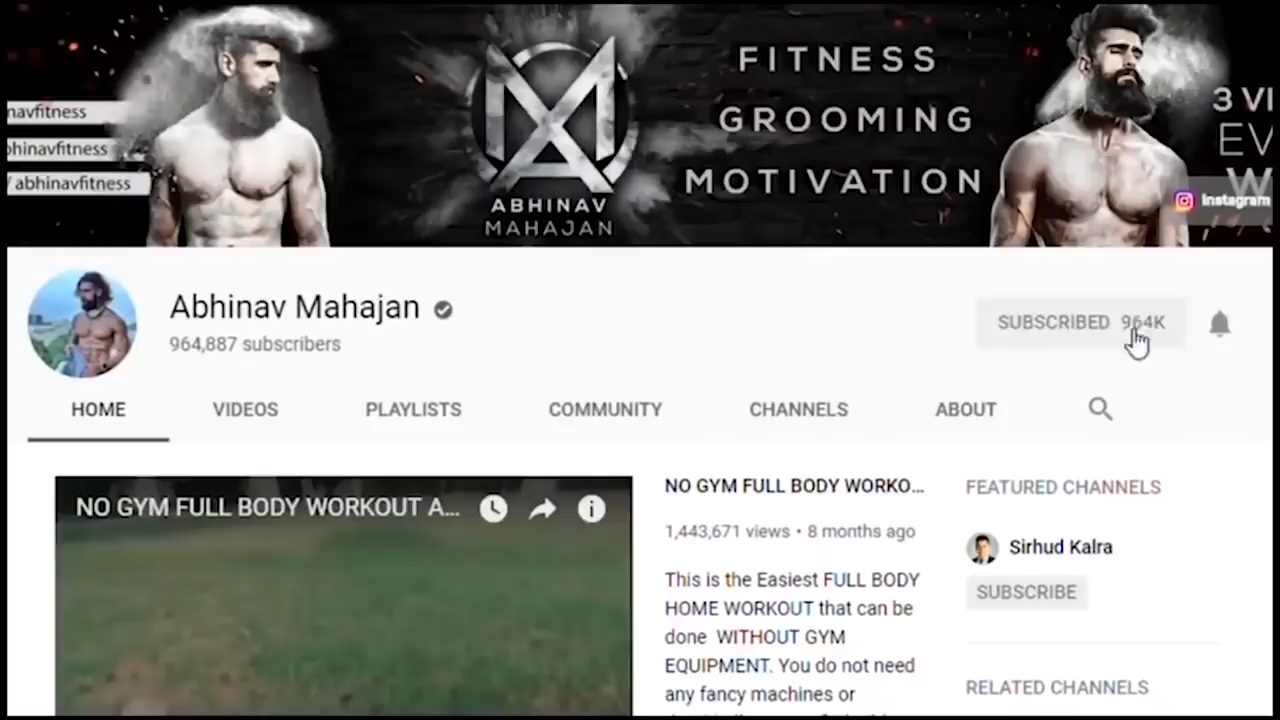 FITNESS
GROOMING
MOTIVATION
ABHINAV
MAHAJAN
navfitness
hinavfitness
/ abhinavfitness
3 VI
EV
W
Instagram
Abhinav Mahajan
964,887 subscribers
SUBSCRIBED 964K
HOME VIDEOS PLAYLISTS COMMUNITY CHANNELS ABOUT
NO GYM FULL BODY WORKOUT A...
NO GYM FULL BODY WORKO...
1,443,671 views • 8 months ago
This is the Easiest FULL BODY
HOME WORKOUT that can be
done WITHOUT GYM
EQUIPMENT. You do not need
any fancy machines or
FEATURED CHANNELS
Sirhud Kalra
SUBSCRIBE
RELATED CHANNELS